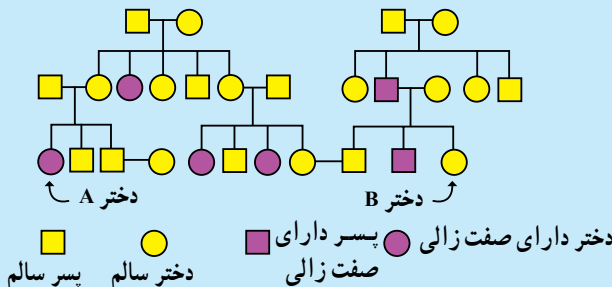 دختر A
دختر B
دختر دارای صفت زالی
پسر دارای صفت زالی
دختر سالم
پسر سالم